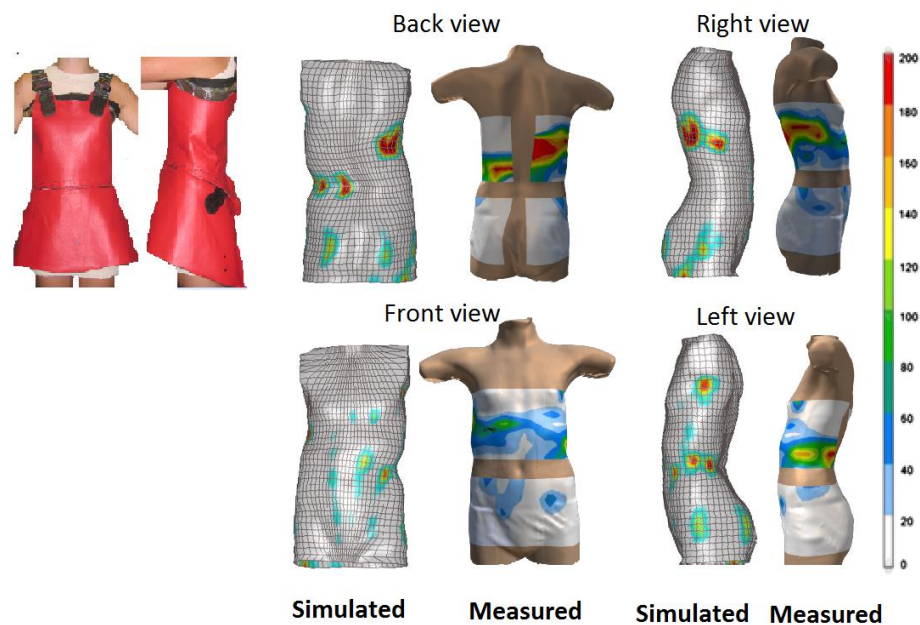 Back view
Right view
200
180
160
140
120
100
80
60
40
20
0
Front view
Left view
Simulated
Measured
Simulated
Measured